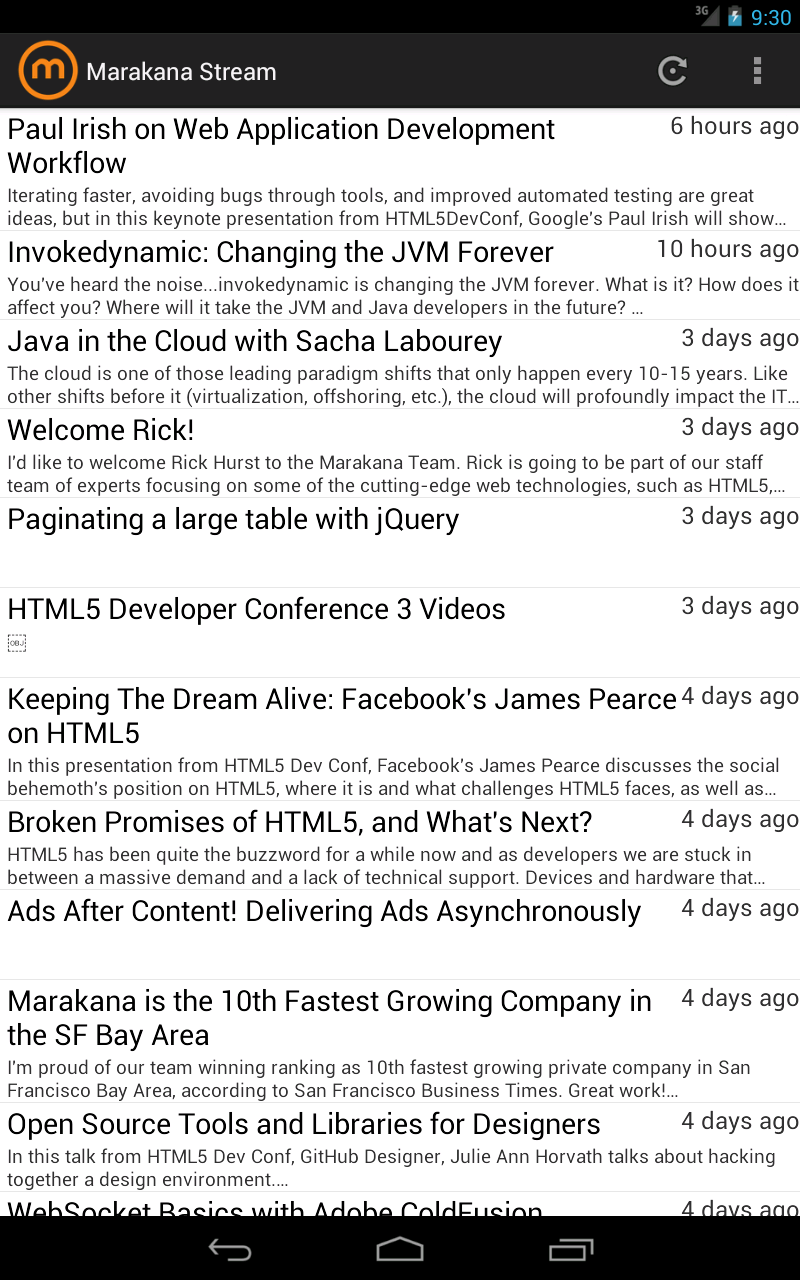 3G 9:30
m Marakana Stream
Paul Irish on Web Application Development 6 hours ago
Workflow
Iterating faster, avoiding bugs through tools, and improved automated testing are great
ideas, but in this keynote presentation from HTML5DevConf, Google's Paul Irish will show…
Invokedynamic: Changing the JVM Forever 10 hours ago
You've heard the noise...invokedynamic is changing the JVM forever. What is it? How does it
affect you? Where will it take the JVM and Java developers in the future? …
Java in the Cloud with Sacha Labourey 3 days ago
The cloud is one of those leading paradigm shifts that only happen every 10-15 years. Like
other shifts before it (virtualization, offshoring, etc.), the cloud will profoundly impact the IT…
Welcome Rick! 3 days ago
I'd like to welcome Rick Hurst to the Marakana Team. Rick is going to be part of our staff
team of experts focusing on some of the cutting-edge web technologies, such as HTML5,…
Paginating a large table with jQuery 3 days ago
HTML5 Developer Conference 3 Videos 3 days ago
OBJ
Keeping The Dream Alive: Facebook's James Pearce 4 days ago
on HTML5
In this presentation from HTML5 Dev Conf, Facebook's James Pearce discusses the social
behemoth's position on HTML5, where it is and what challenges HTML5 faces, as well as…
Broken Promises of HTML5, and What's Next? 4 days ago
HTML5 has been quite the buzzword for a while now and as developers we are stuck in
between a massive demand and a lack of technical support. Devices and hardware that…
Ads After Content! Delivering Ads Asynchronously 4 days ago
Marakana is the 10th Fastest Growing Company in 4 days ago
the SF Bay Area
I'm proud of our team winning ranking as 10th fastest growing private company in San
Francisco Bay Area, according to San Francisco Business Times. Great work!…
Open Source Tools and Libraries for Designers 4 days ago
In this talk from HTML5 Dev Conf, GitHub Designer, Julie Ann Horvath talks about hacking
together a design environment.…
WebSocket Basics with Adobe ColdFusion 4 days ago